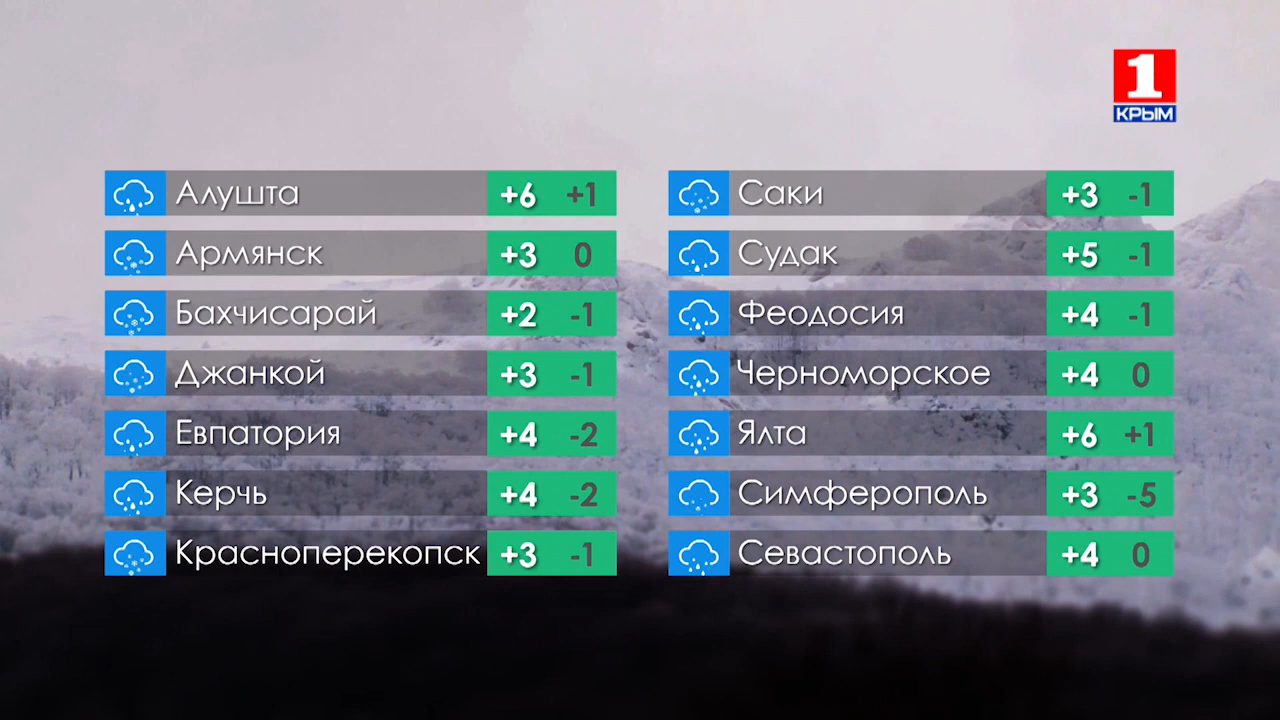 1
КРЫМ
Алушта +6 +1
Армянск +3 0
Бахчисарай +2 -1
Джанкой +3 -1
Евпатория +4 -2
Керчь +4 -2
Красноперекопск +3 -1
Саки +3 -1
Судак +5 -1
Феодосия +4 -1
Черноморское +4 0
Ялта +6 +1
Симферополь +3 -5
Севастополь +4 0